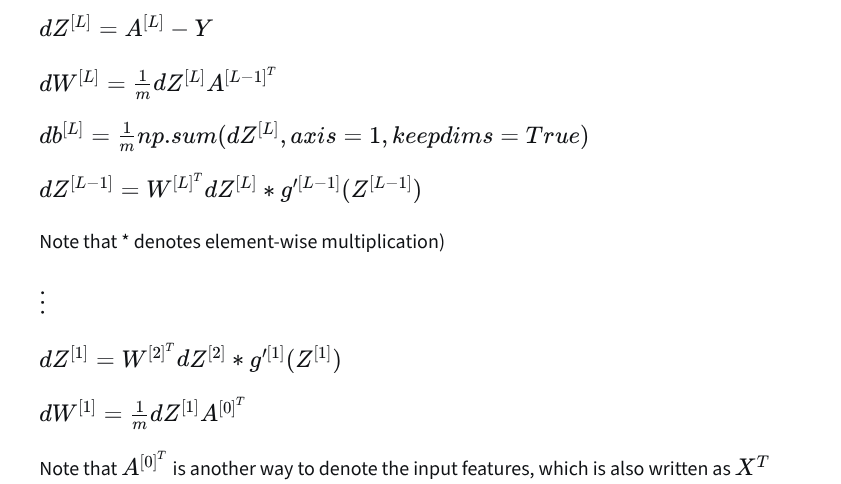 $dZ^{[L]} = A^{[L]} - Y$
$dW^{[L]} = \frac{1}{m} dZ^{[L]} A^{[L-1]^T}$
$db^{[L]} = \frac{1}{m} np.sum(dZ^{[L]}, axis = 1, keepdims = True)$
$dZ^{[L-1]} = W^{[L]^T} dZ^{[L]} * g'^{[L-1]}(Z^{[L-1]})$
Note that * denotes element-wise multiplication)
⋮
$dZ^{[1]} = W^{[2]^T} dZ^{[2]} * g'^{[1]}(Z^{[1]})$
$dW^{[1]} = \frac{1}{m} dZ^{[1]} A^{[0]^T}$
Note that $A^{[0]^T}$ is another way to denote the input features, which is also written as $X^T$